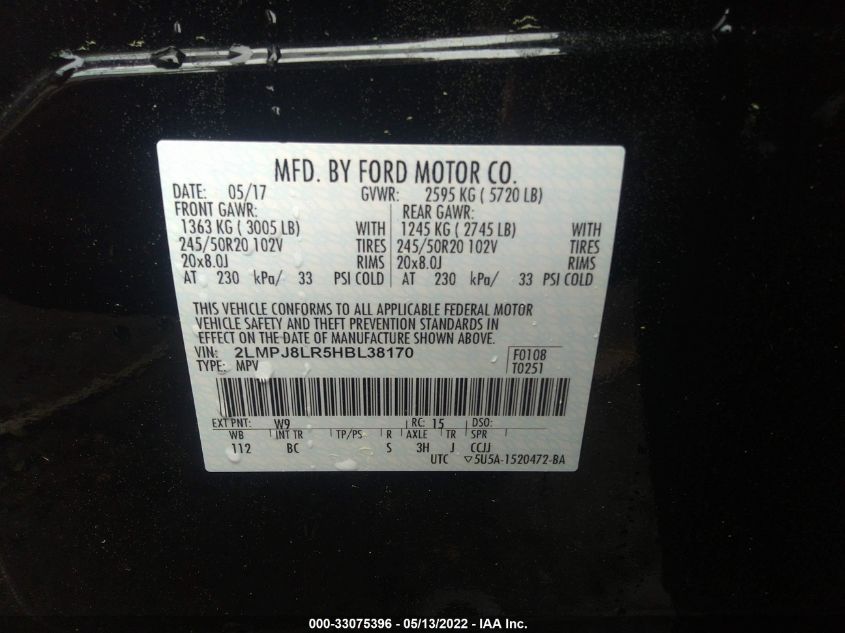 MFD. BY FORD MOTOR CO.
DATE: 05/17 GVWR: 2595 KG ( 5720 LB)
FRONT GAWR: REAR GAWR:
1363 KG ( 3005 LB) WITH 1245 KG ( 2745 LB) WITH
245/50R20 102V TIRES 245/50R20 102V TIRES
20x8.0J RIMS 20x8.0J RIMS
AT 230 kPa/ 33 PSI COLD AT 230 kPa/ 33 PSI COLD
THIS VEHICLE CONFORMS TO ALL APPLICABLE FEDERAL MOTOR
VEHICLE SAFETY AND THEFT PREVENTION STANDARDS IN
EFFECT ON THE DATE OF MANUFACTURE SHOWN ABOVE.
VIN: 2LMPJ8LR5HBL38170 F0108
TYPE: MPV T0251
EXT PNT: W9 RC: 15 DSO:
WB INT TR TP/PS R AXLE TR SPR
112 BC S 3H J CCJJ
UTC ▽5U5A-1520472-BA
000-33075396 - 05/13/2022 - IAA Inc.